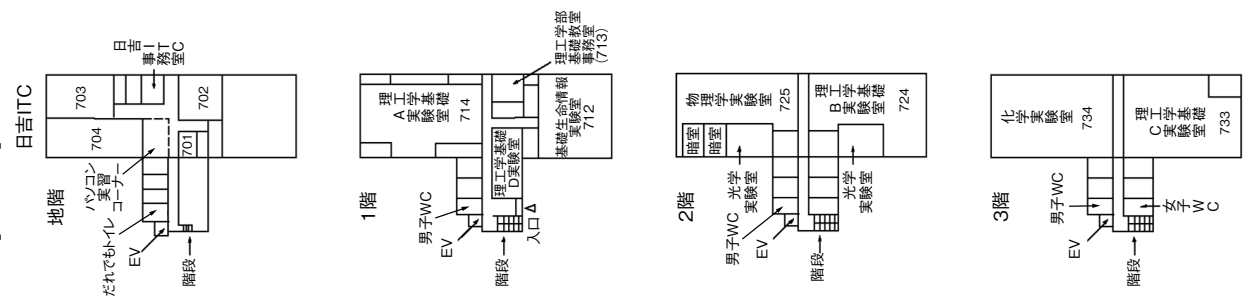 日吉ITC
地階
703
704
702
701
日吉ITC
事務室
パソコン
実習
コーナー
だれでもトイレ
EV
階段
1階
理工学基礎
A実験室
714
理工学部
基礎教室
事務室
(713)
基礎生命情報
実験室
712
理工学基礎
D実験室
男子WC
EV
入口
階段
2階
物理学
実験室
725
理工学基礎
B実験室
724
暗室
暗室
光学
実験室
光学
実験室
男子WC
EV
階段
3階
化学
実験室
734
理工学基礎
C実験室
733
男子WC
女子WC
EV
階段